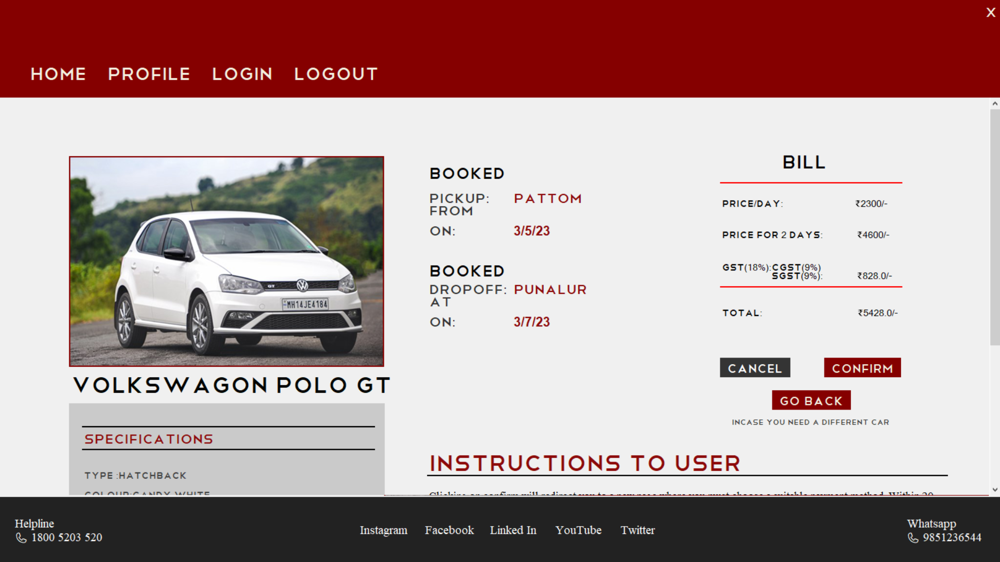 X
HOME PROFILE LOGIN LOGOUT
GT
MH14JE4184
VOLKSWAGON POLO GT
SPECIFICATIONS
TYPE :HATCHBACK
COLOUR:CANDY WHITE
BOOKED
PICKUP: PATTOM
FROM
ON: 3/5/23
BOOKED
DROPOFF: PUNALUR
AT
ON: 3/7/23
BILL
PRICE/DAY: ₹2300/-
PRICE FOR 2 DAYS: ₹4600/-
GST(18%):CGST(9%)
SGST(9%): ₹828.0/-
TOTAL: ₹5428.0/-
CANCEL CONFIRM
GO BACK
INCASE YOU NEED A DIFFERENT CAR
INSTRUCTIONS TO USER
Clicking on confirm will redirect you to a new page where you must choose a suitable payment method. Within 20
Helpline
1800 5203 520
Instagram Facebook Linked In YouTube Twitter
Whatsapp
9851236544